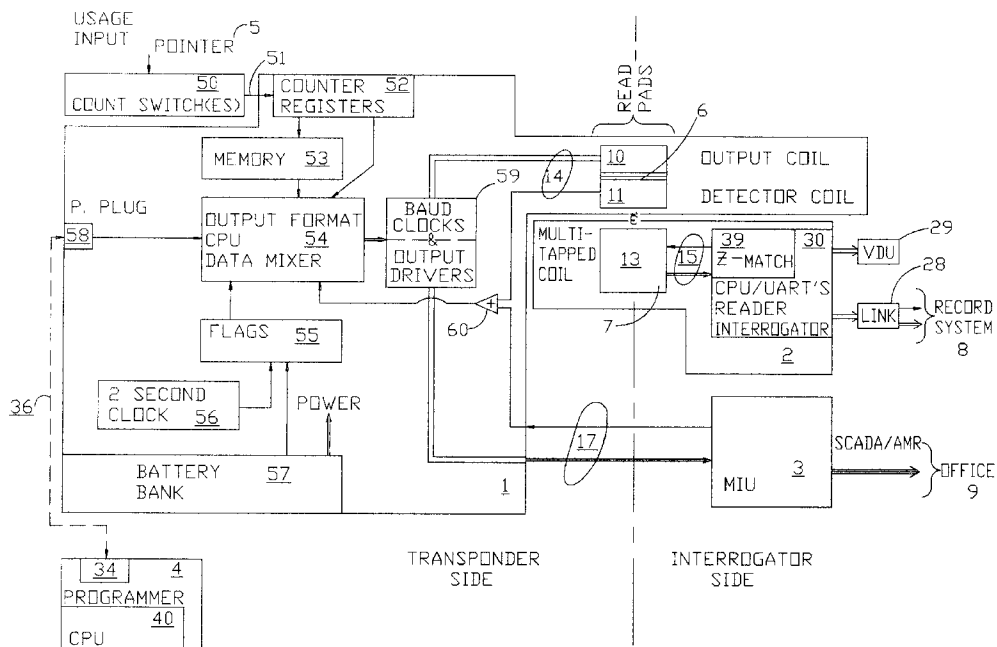 USAGE
INPUT
POINTER 5
51
50
COUNT SWITCH(ES)
COUNTER 52
REGISTERS
MEMORY 53
P. PLUG
58
OUTPUT FORMAT
CPU 54
DATA MIXER
59
BAUD
CLOCKS
&
OUTPUT
DRIVERS
READ
PADS
6
14
10
OUTPUT COIL
11
DETECTOR COIL
MULTI-
TAPPED
COIL
13
7
15
39
Z-MATCH
30
CPU/UART'S
READER
INTERROGATOR
2
29
VDU
28
LINK
RECORD
SYSTEM
8
60
FLAGS 55
2 SECOND
CLOCK 56
POWER
36
BATTERY
BANK 57
1
17
MIU 3
SCADA/AMR
OFFICE
9
TRANSPONDER
SIDE
INTERROGATOR
SIDE
34 4
PROGRAMMER
40
CPU